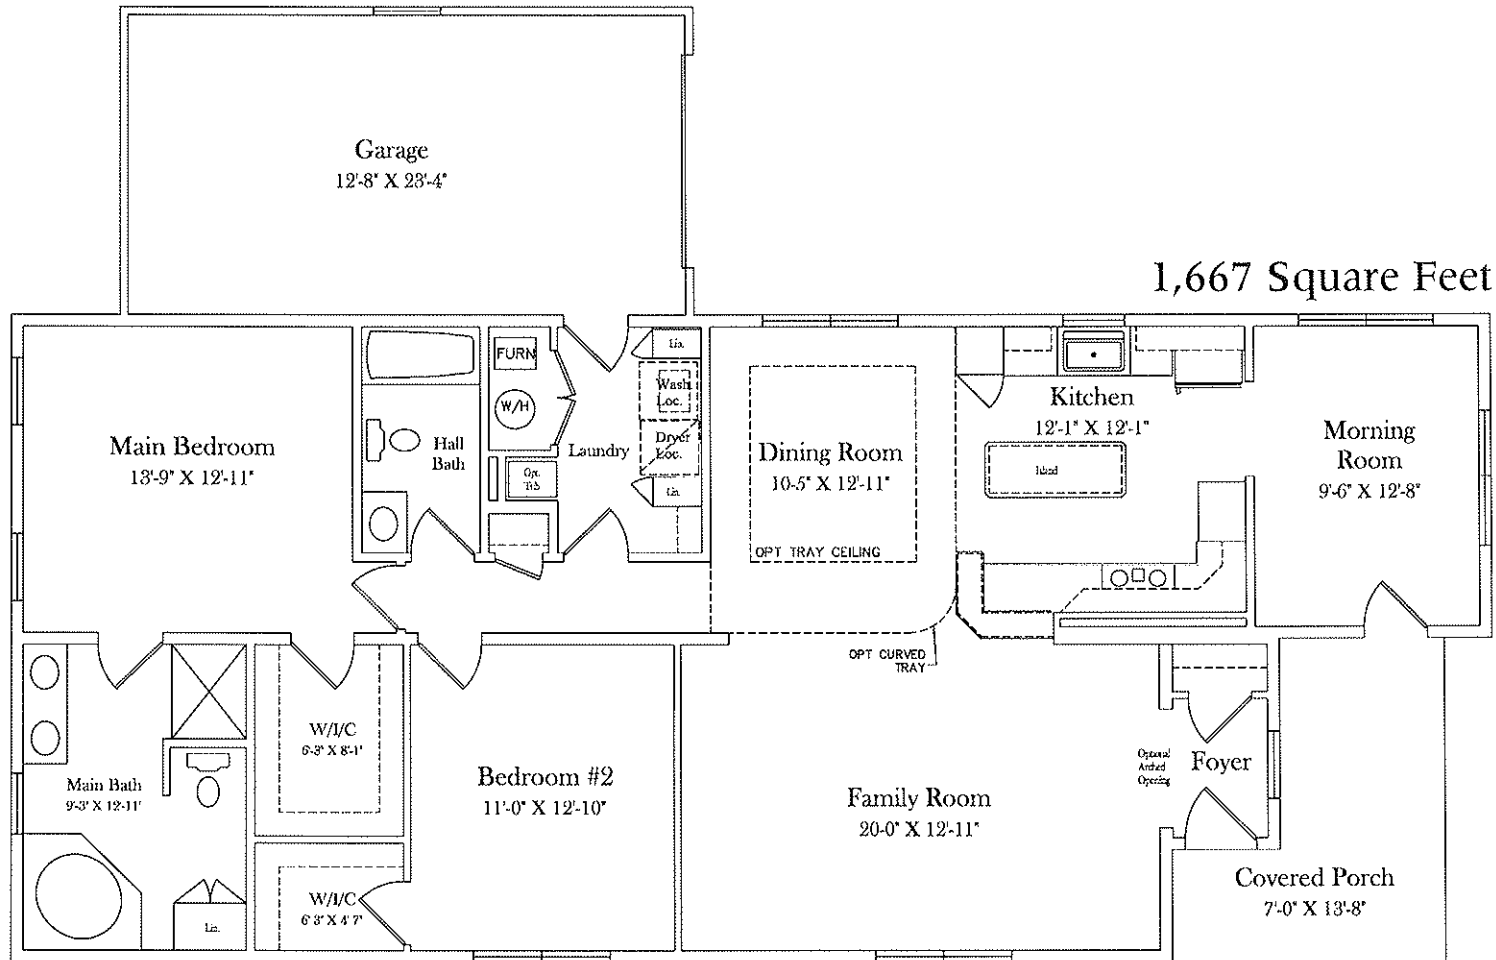 Garage
12'-8" X 23'-4"
1,667 Square Feet
Main Bedroom
13'-9" X 12'-11"
Hall
Bath
FURN
W/H
Laundry
Opt.
Lin.
Wash
Loc.
Dryer
Loc.
Lin.
Dining Room
10-5" X 12'-11"
OPT TRAY CEILING
Kitchen
12'-1" X 12'-1"
Island
Morning
Room
9'-6" X 12'-8"
OPT CURVED
TRAY
Main Bath
9'-3" X 12'-11"
W/I/C
6'-3" X 8'-1"
W/I/C
6'3" X 4'7"
Lin.
Bedroom #2
11'-0" X 12'-10"
Family Room
20-0" X 12'-11"
Optional
Arched
Opening
Foyer
Covered Porch
7'-0" X 13'-8"